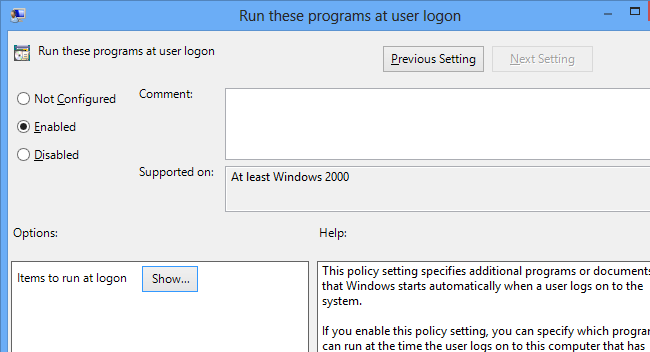 Run these programs at user logon
Run these programs at user logon
Previous Setting
Next Setting
Not Configured
Comment:
Enabled
Disabled
Supported on:
At least Windows 2000
Options:
Help:
Items to run at logon
Show...
This policy setting specifies additional programs or documents
that Windows starts automatically when a user logs on to the
system.
If you enable this policy setting, you can specify which program
can run at the time the user logs on to this computer that has